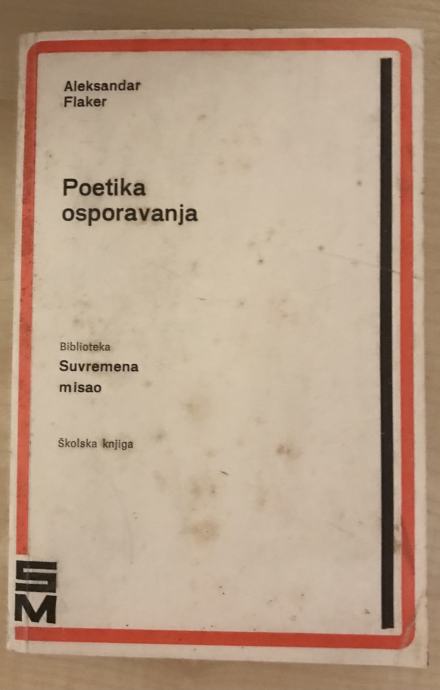 Aleksandar
Flaker
Poetika
osporavanja
Biblioteka
Suvremena
misao
Školska knjiga
SM